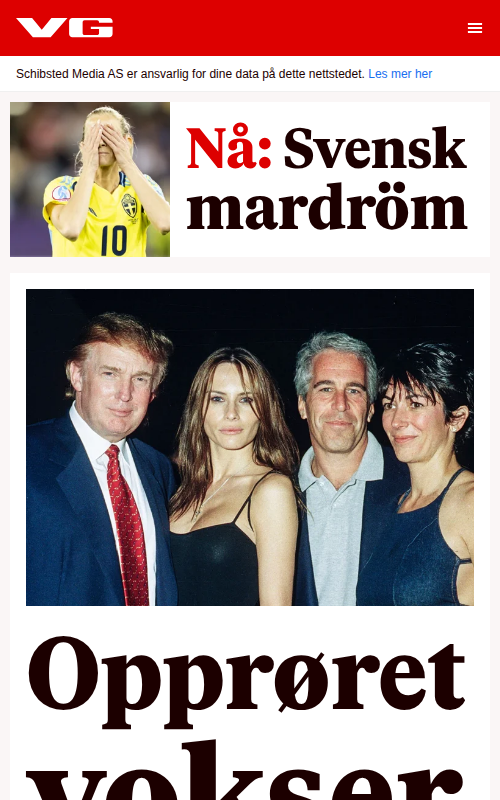 VG
Schibsted Media AS er ansvarlig for dine data på dette nettstedet. Les mer her
Nå: Svensk
mardröm
10
Opprøret
vokser